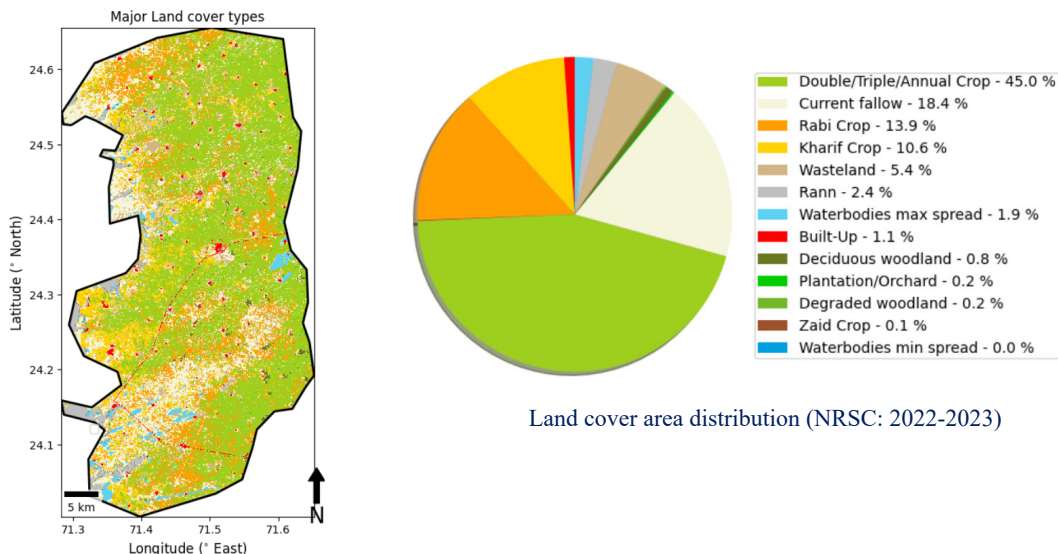 Major Land cover types
24.6
24.5
24.4
24.3
24.2
24.1
Latitude (° North)
5 km
N
71.3 71.4 71.5 71.6
Longitude (° East)
Double/Triple/Annual Crop - 45.0 %
Current fallow - 18.4 %
Rabi Crop - 13.9 %
Kharif Crop - 10.6 %
Wasteland - 5.4 %
Rann - 2.4 %
Waterbodies max spread - 1.9 %
Built-Up - 1.1 %
Deciduous woodland - 0.8 %
Plantation/Orchard - 0.2 %
Degraded woodland - 0.2 %
Zaid Crop - 0.1 %
Waterbodies min spread - 0.0 %
Land cover area distribution (NRSC: 2022-2023)